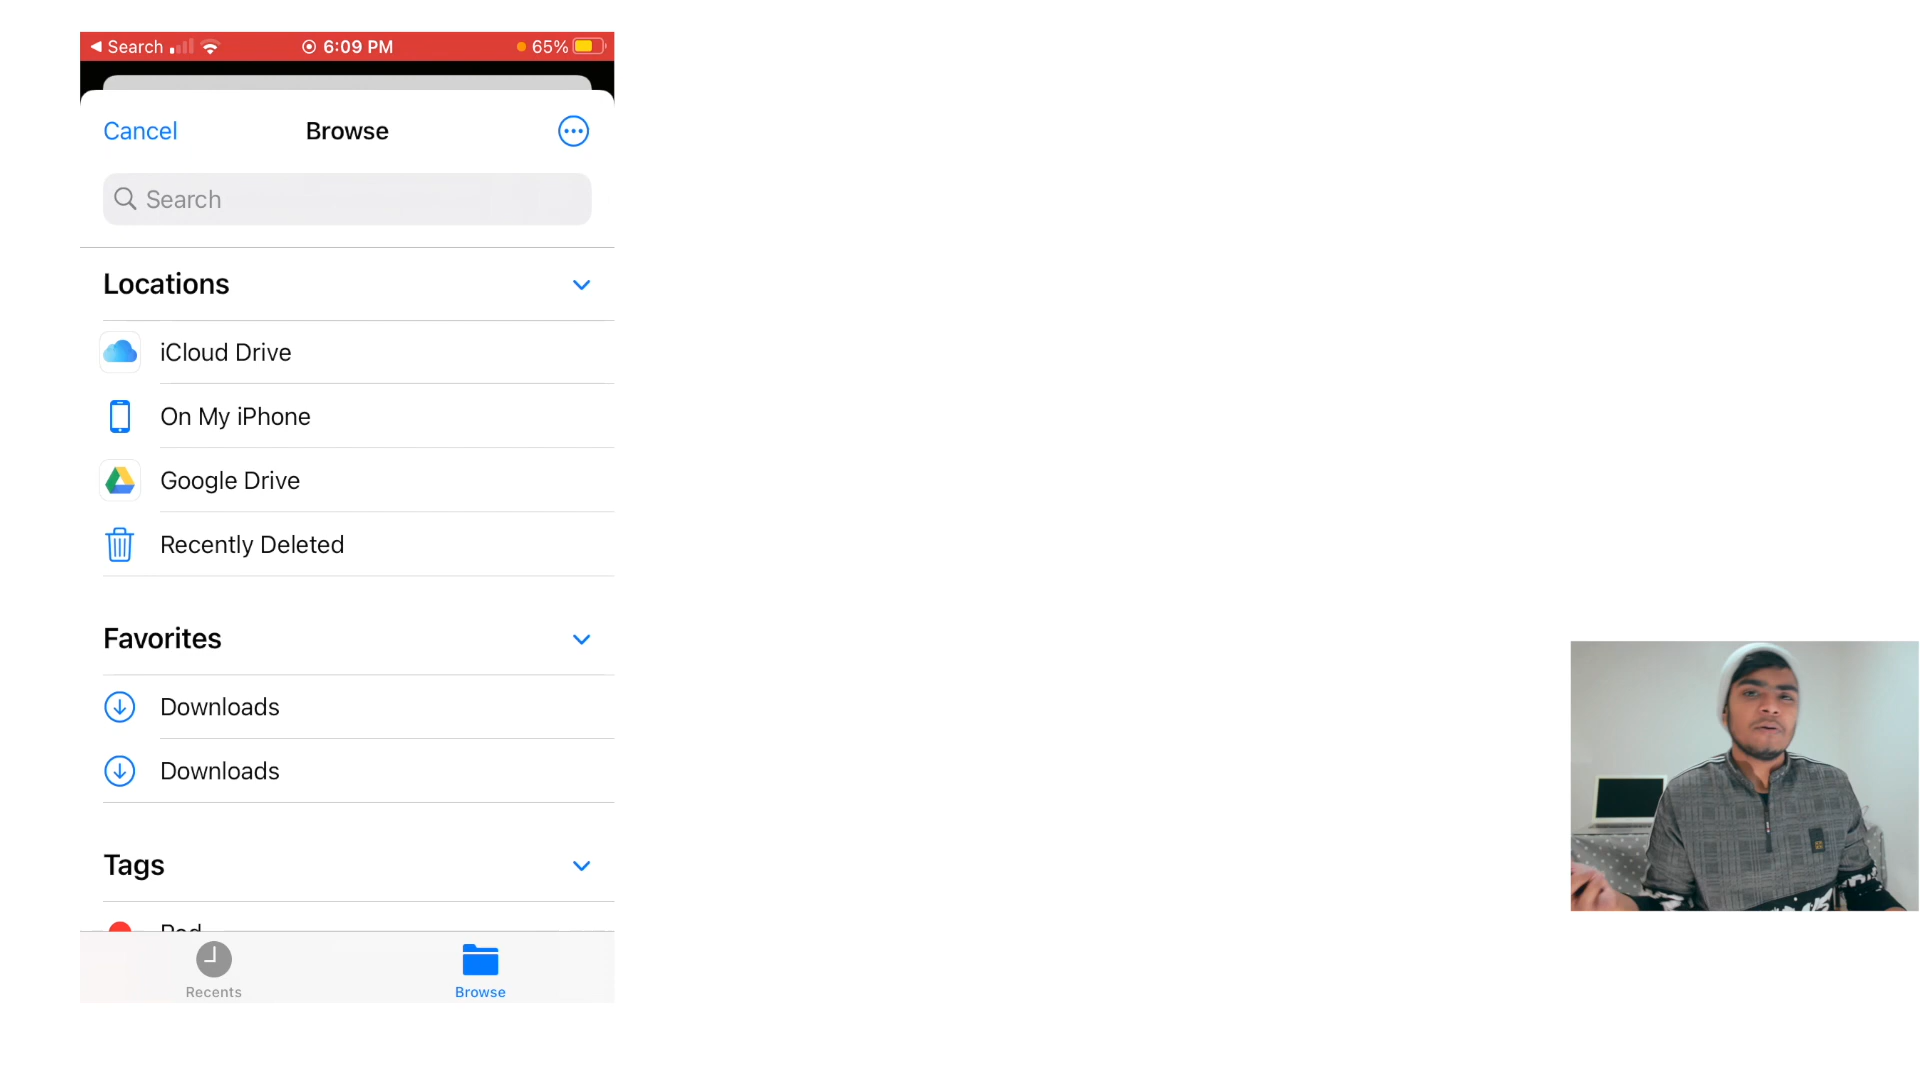 Search 6:09 PM 65%
Cancel Browse
Search
Locations
iCloud Drive
On My iPhone
Google Drive
Recently Deleted
Favorites
Downloads
Downloads
Tags
Red
Recents Browse